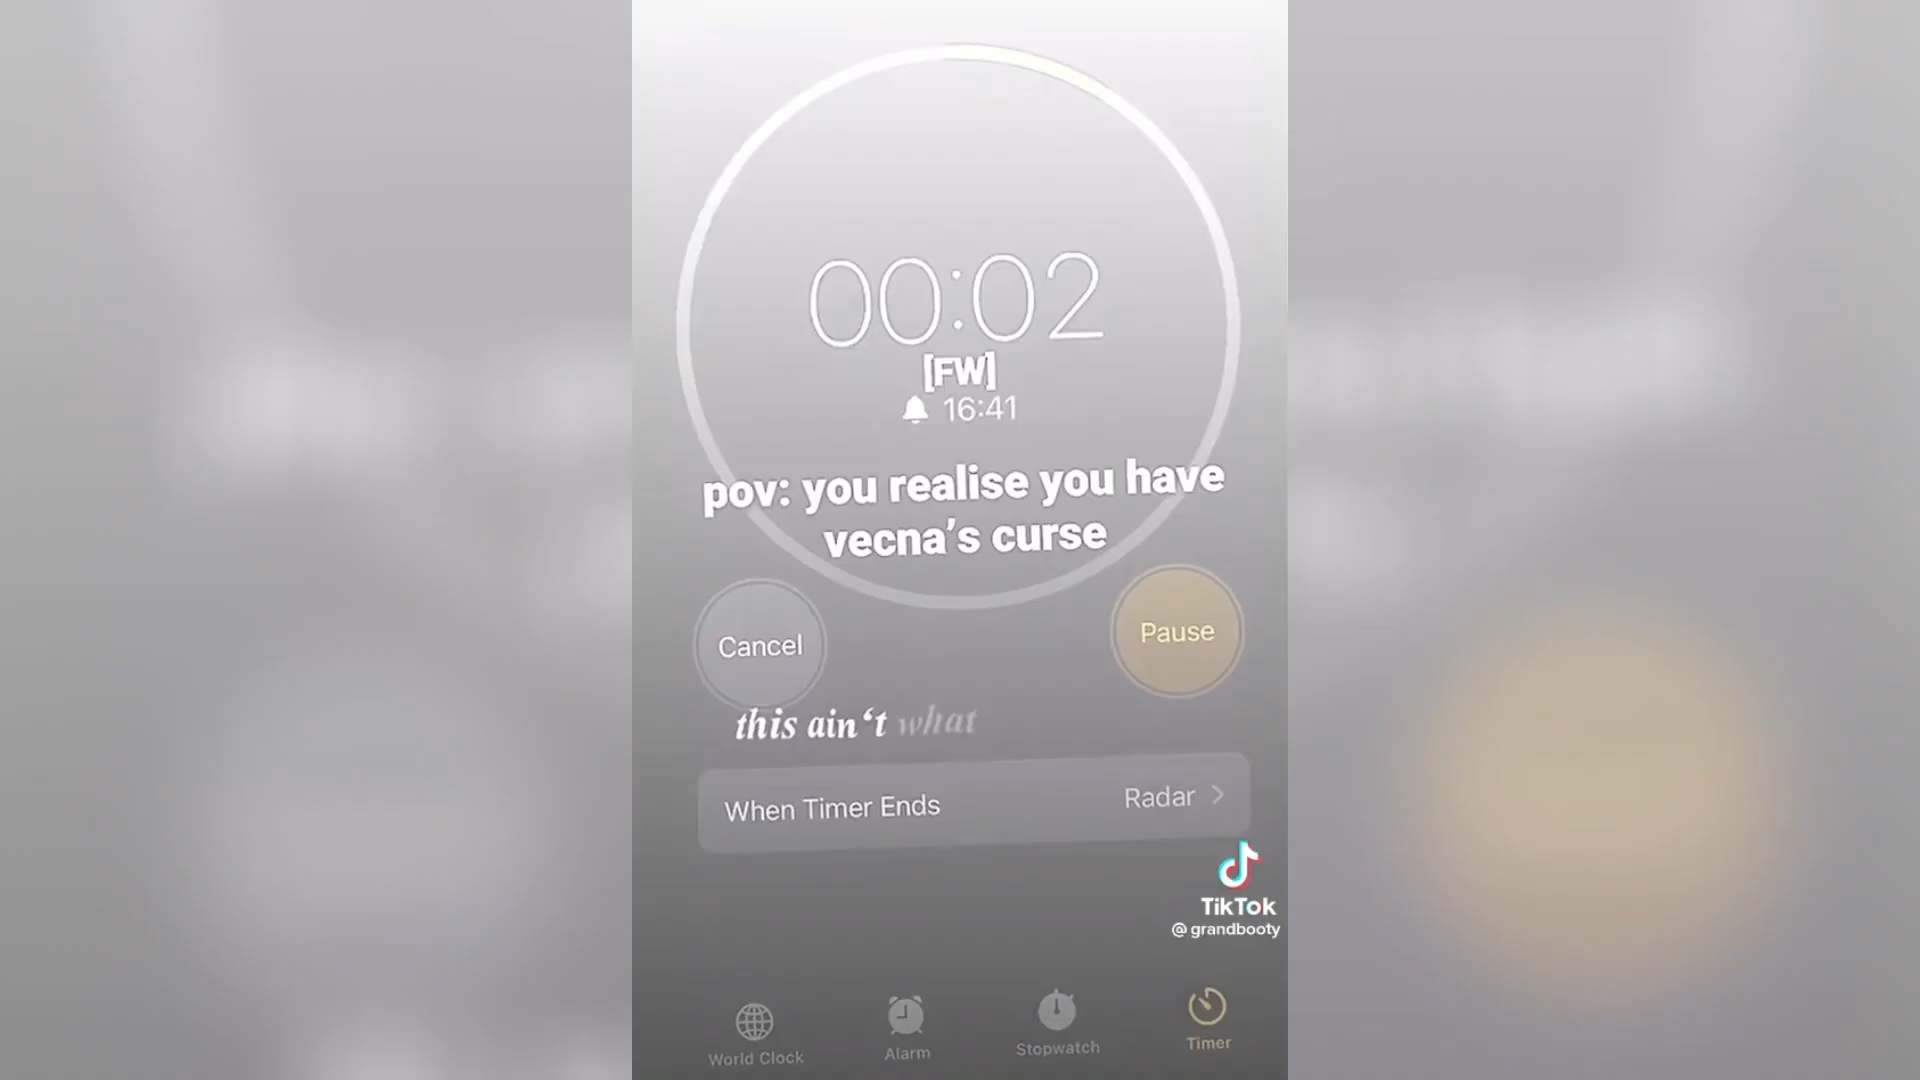 00:02
[FW]
16:41
pov: you realise you have
vecna’s curse
Cancel
Pause
this ain‘t what
When Timer Ends
Radar
TikTok
@ grandbooty
World Clock
Alarm
Stopwatch
Timer